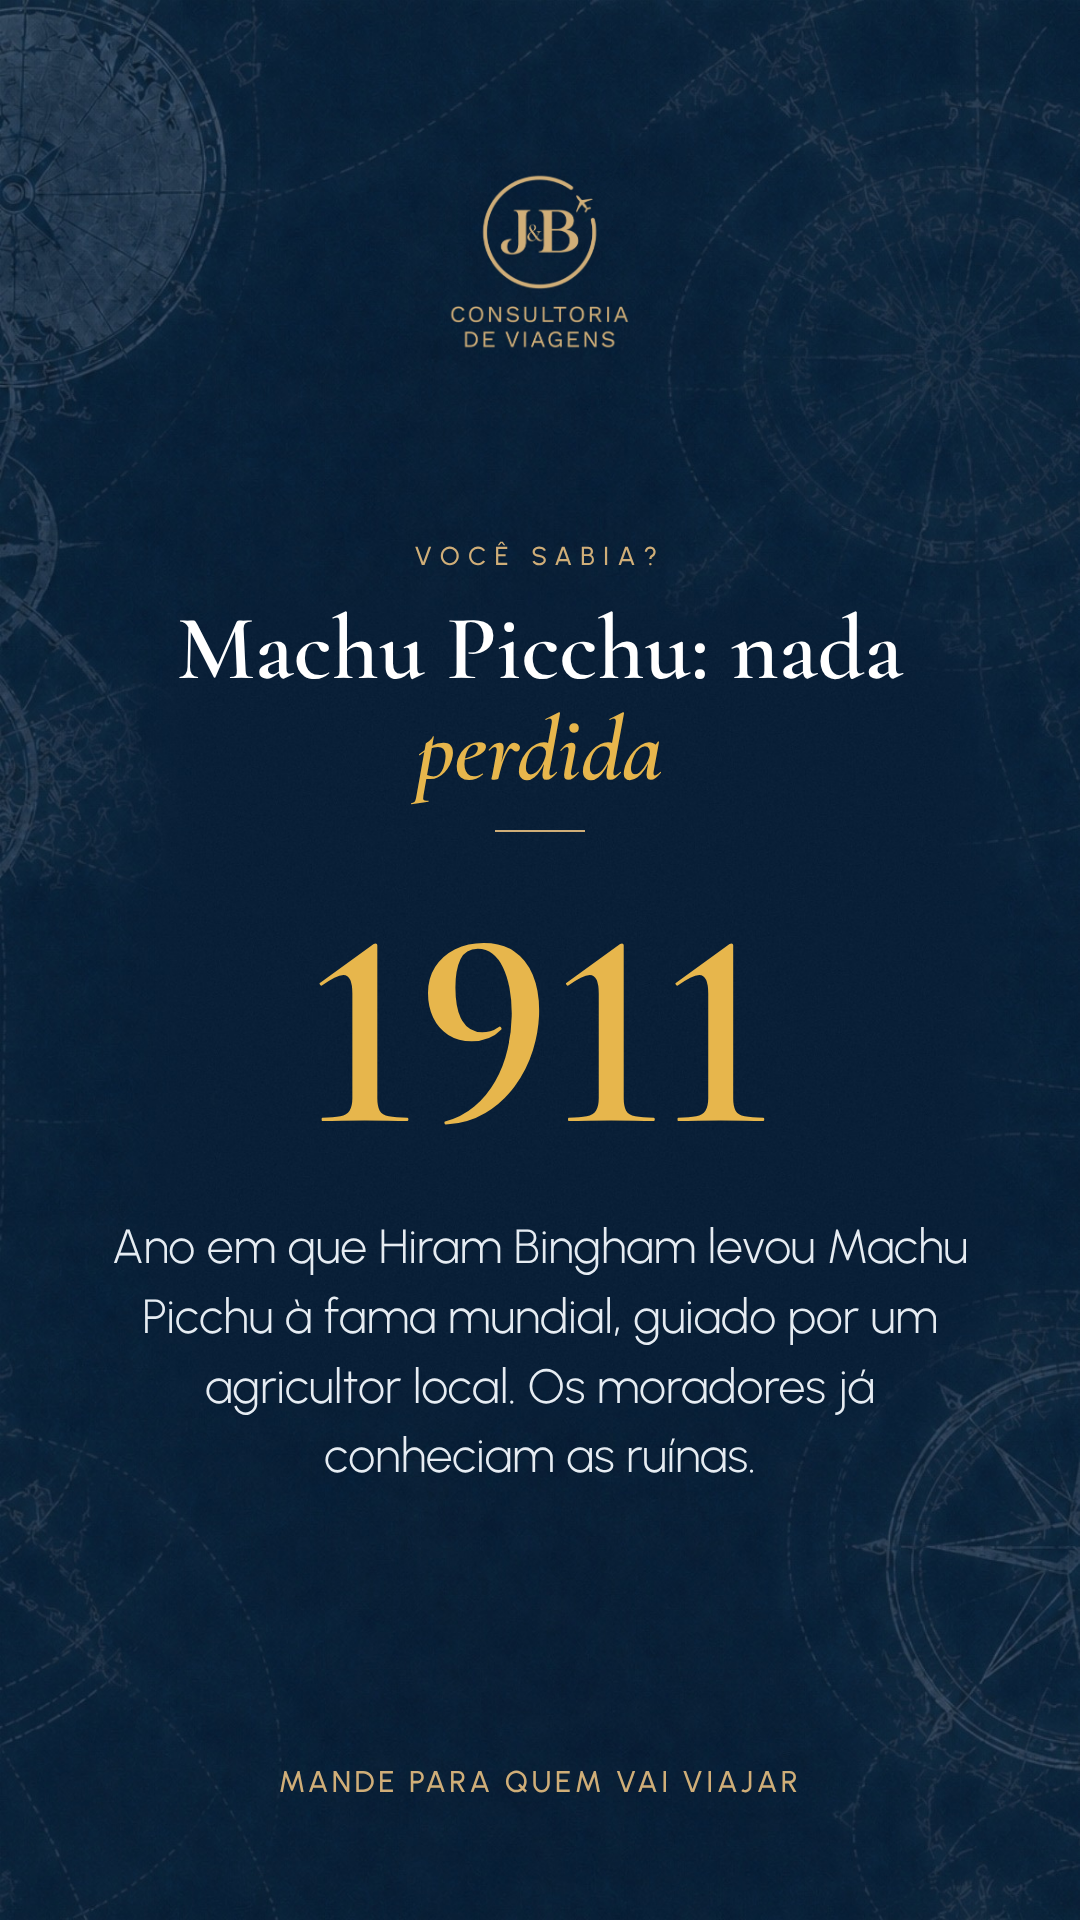 J&B
CONSULTORIA
DE VIAGENS
VOCÊ SABIA?
Machu Picchu: nada
perdida
1911
Ano em que Hiram Bingham levou Machu
Picchu à fama mundial, guiado por um
agricultor local. Os moradores já
conheciam as ruínas.
MANDE PARA QUEM VAI VIAJAR